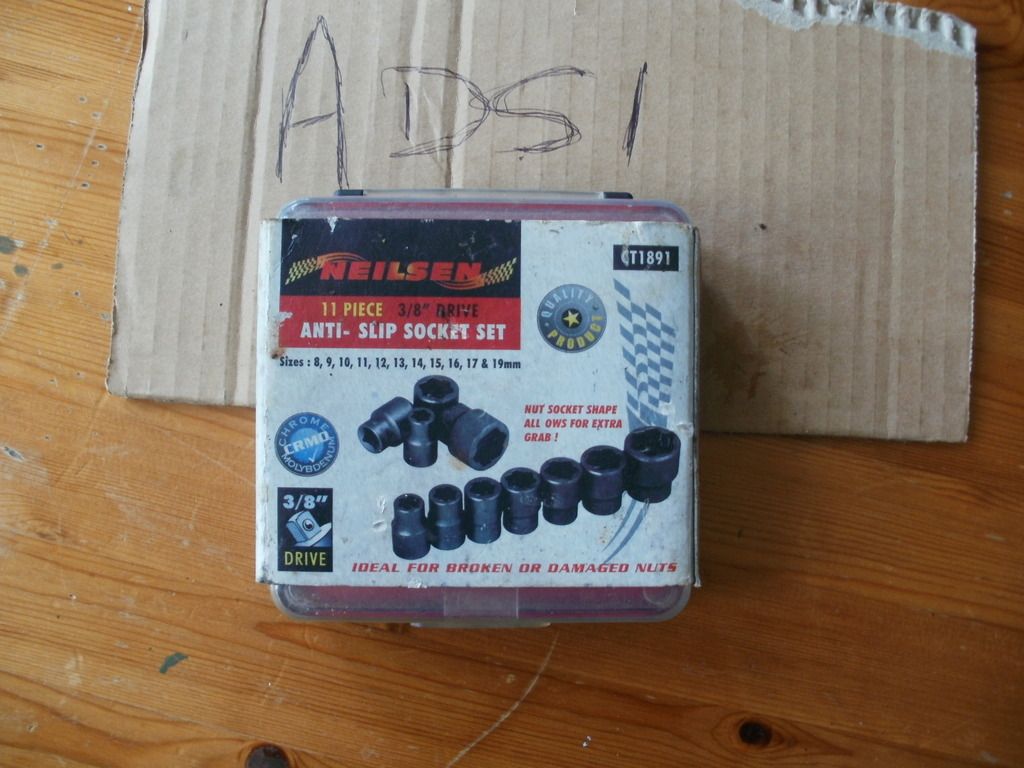 ADSI
NEILSEN
CT1891
11 PIECE 3/8" DRIVE
ANTI- SLIP SOCKET SET
QUALITY PRODUCT
Sizes : 8, 9, 10, 11, 12, 13, 14, 15, 16, 17 & 19mm
NUT SOCKET SHAPE
ALL OWS FOR EXTRA
GRAB !
CHROME
CRMO
MOLYBDENUM
3/8"
DRIVE
IDEAL FOR BROKEN OR DAMAGED NUTS